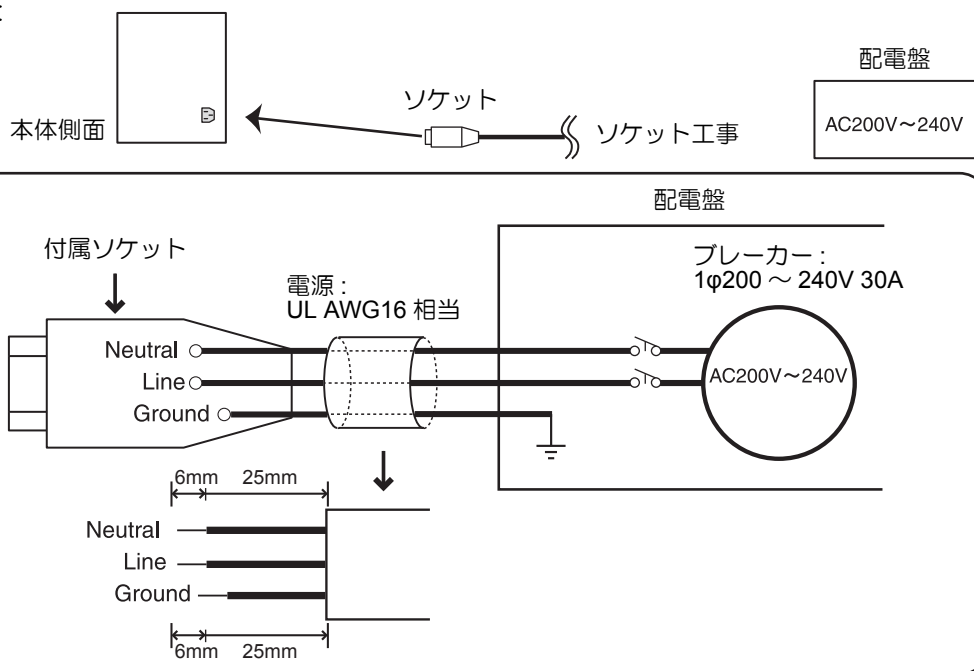 配電盤
ソケット
本体側面
ソケット工事
AC200V～240V
配電盤
付属ソケット
ブレーカー :
1φ200 ～ 240V 30A
電源 :
UL AWG16 相当
Neutral
Line
AC200V～240V
Ground
6mm 25mm
Neutral
Line
Ground
6mm 25mm